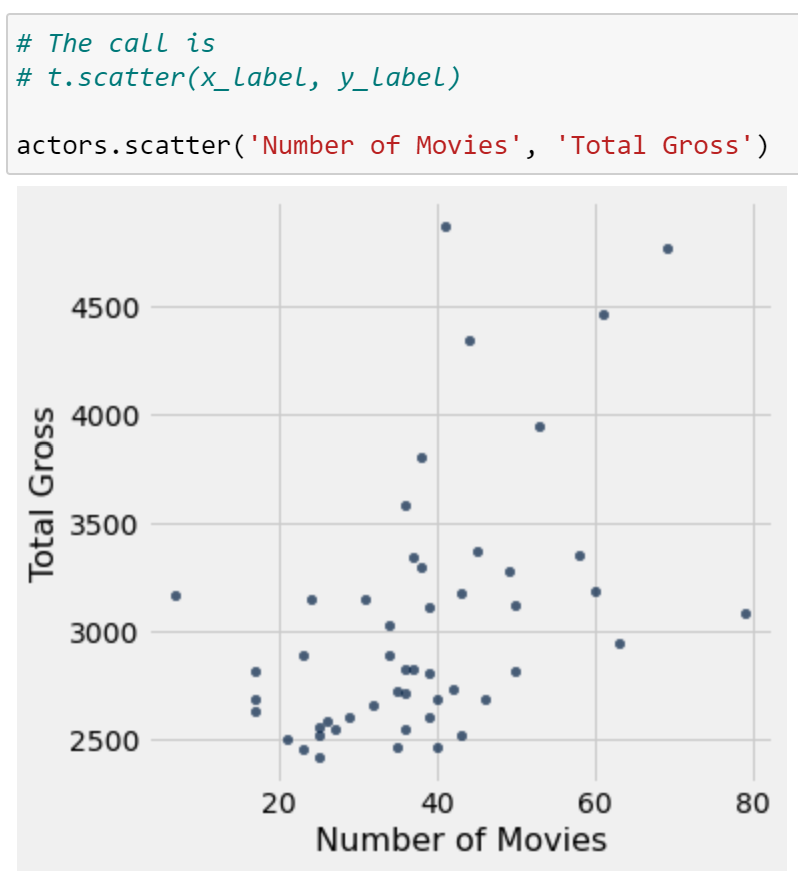 # The call is
# t.scatter(x_label, y_label)
actors.scatter('Number of Movies', 'Total Gross')
4500
4000
3500
3000
2500
Total Gross
20 40 60 80
Number of Movies